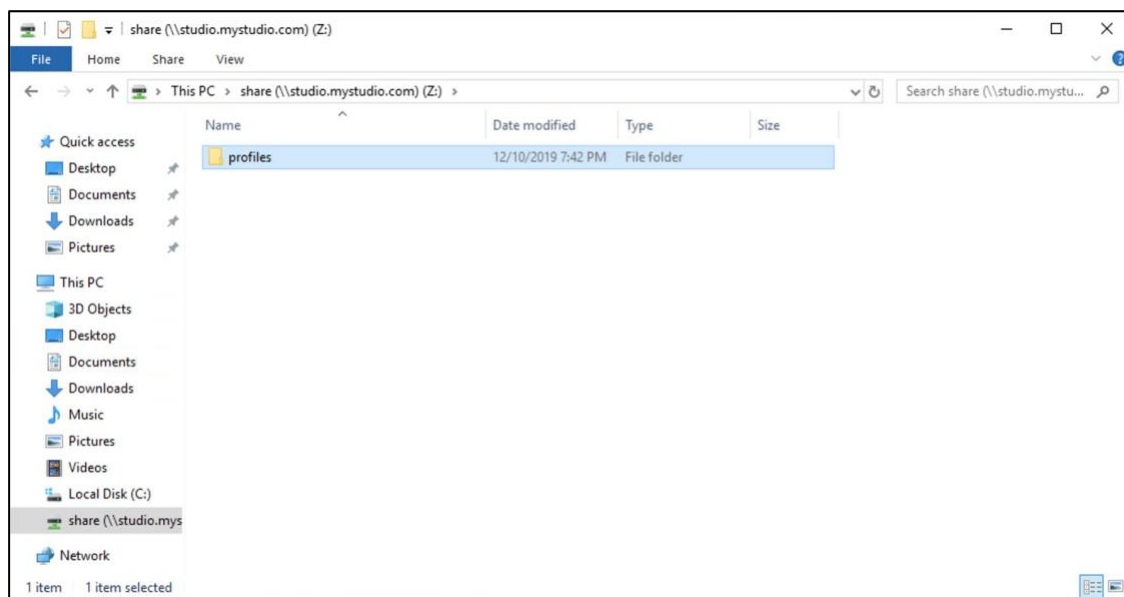 share (\\studio.mystudio.com) (Z:)
File Home Share View
This PC > share (\\studio.mystudio.com) (Z:) >
Search share (\\studio.mystu...
Name Date modified Type Size
profiles 12/10/2019 7:42 PM File folder
Quick access
Desktop
Documents
Downloads
Pictures
This PC
3D Objects
Desktop
Documents
Downloads
Music
Pictures
Videos
Local Disk (C:)
share (\\studio.mys
Network
1 item 1 item selected